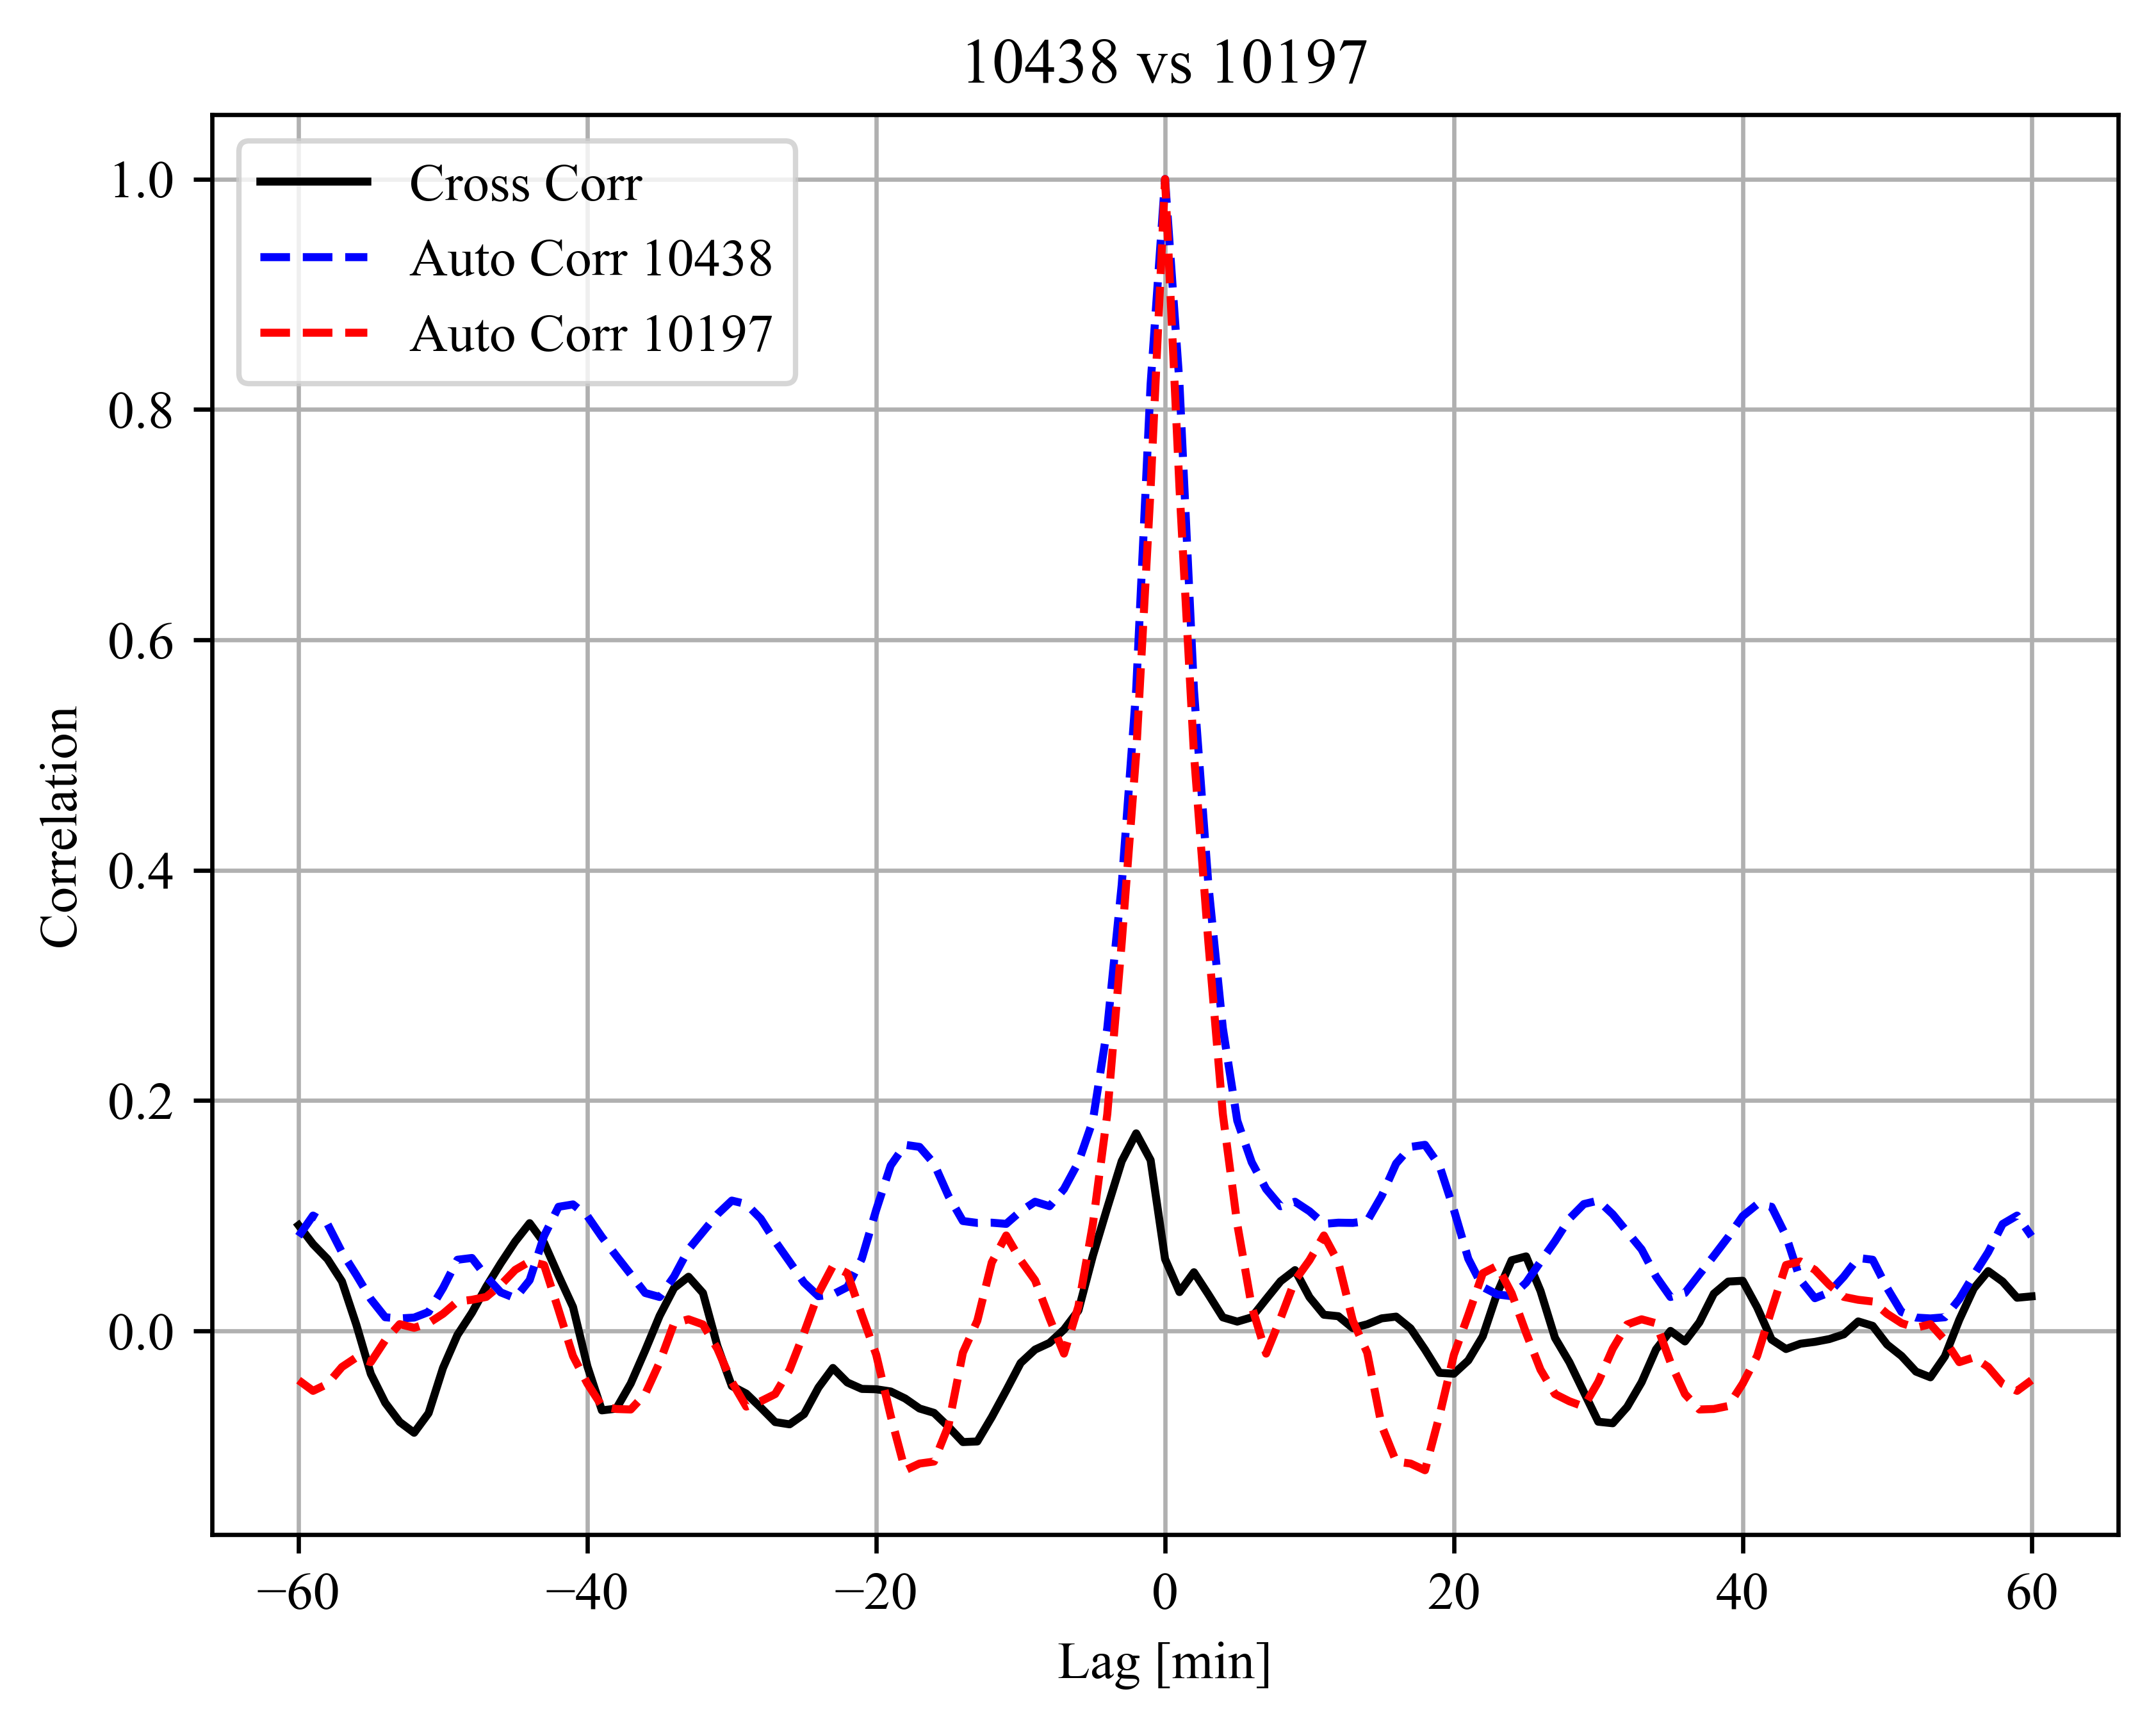 10438 vs 10197
Cross Corr
Auto Corr 10438
Auto Corr 10197
1.0
0.8
0.6
0.4
0.2
0.0
Correlation
−60
−40
−20
0
20
40
60
Lag [min]